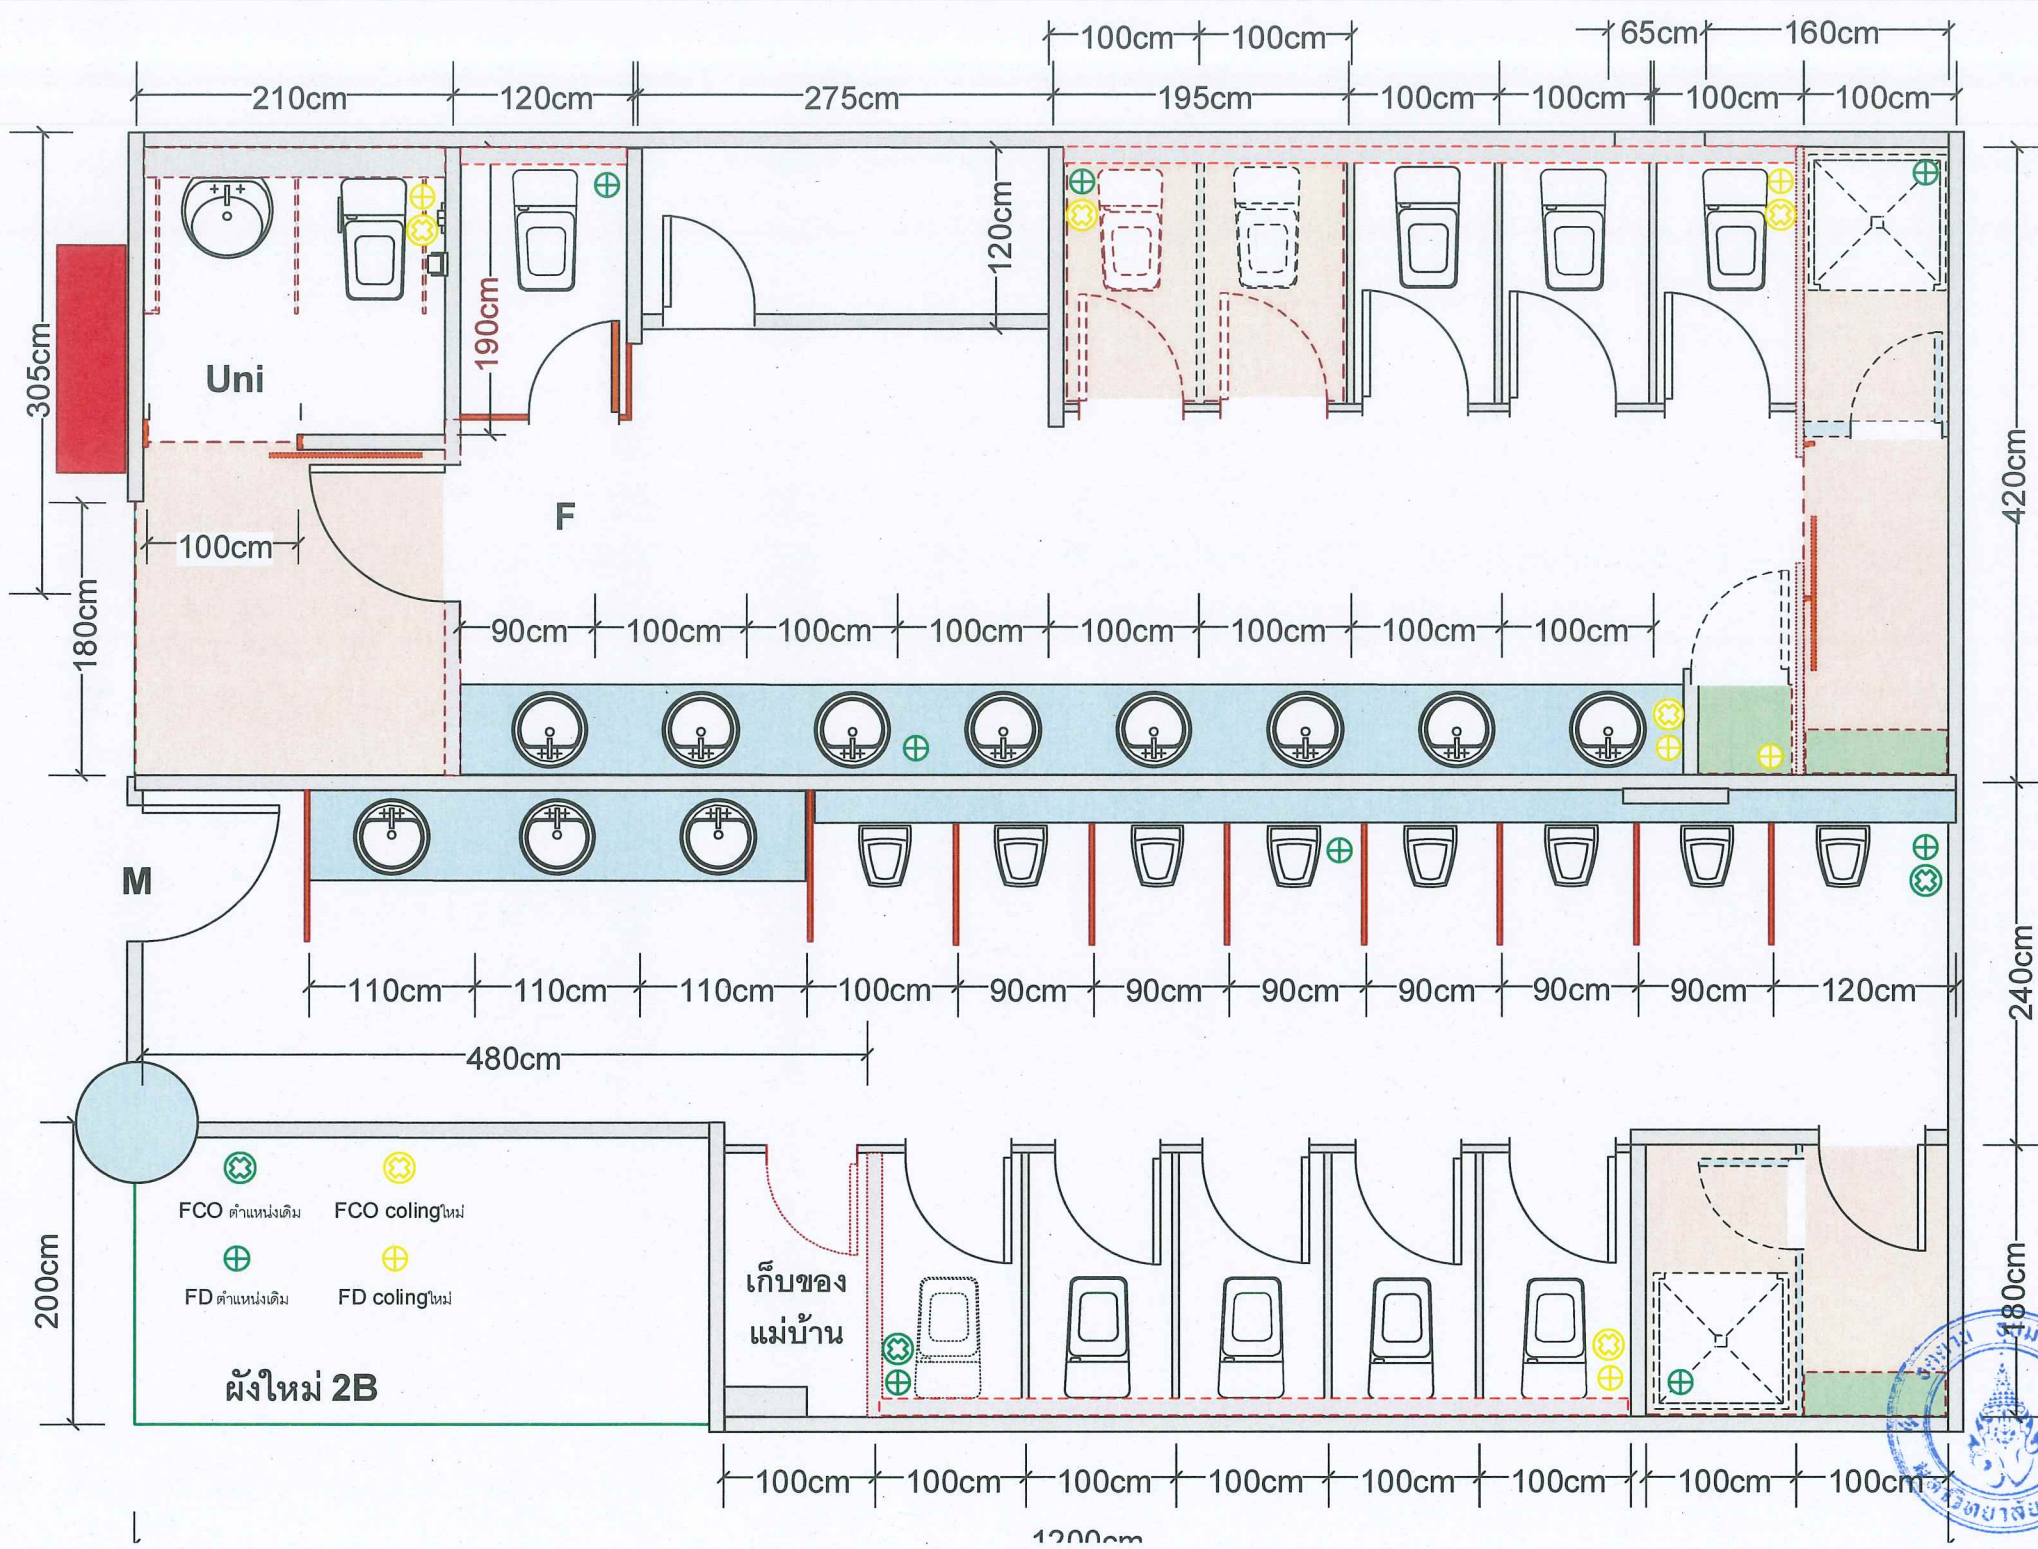 100cm 100cm 65cm 160cm
210cm 120cm 275cm 195cm 100cm 100cm 100cm 100cm
305cm
190cm
120cm
420cm
Uni
F
100cm
180cm
90cm 100cm 100cm 100cm 100cm 100cm 100cm 100cm
M
240cm
110cm 110cm 110cm 100cm 90cm 90cm 90cm 90cm 90cm 90cm 120cm
480cm
200cm
FCO ตำแหน่งเดิม FCO colingใหม่
FD ตำแหน่งเดิม FD colingใหม่
ผังใหม่ 2B
เก็บของ
แม่บ้าน
180cm
100cm 100cm 100cm 100cm 100cm 100cm 100cm 100cm
1200cm